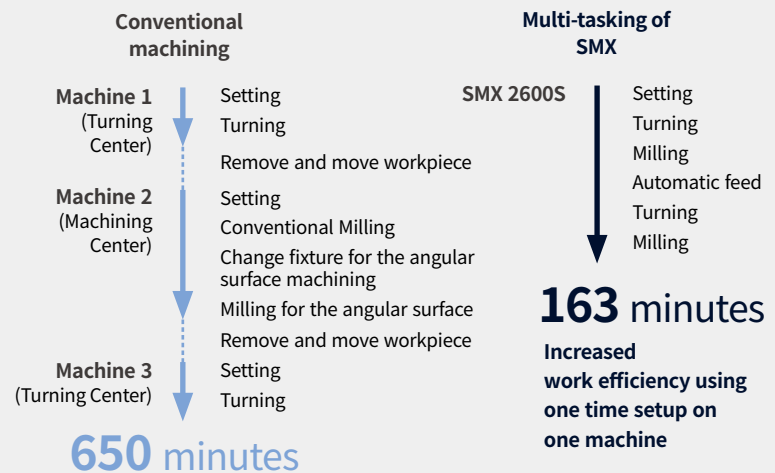 Conventional
machining
Machine 1
(Turning
Center)
Setting
Turning
Remove and move workpiece
Machine 2
(Machining
Center)
Setting
Conventional Milling
Change fixture for the angular
surface machining
Milling for the angular surface
Remove and move workpiece
Machine 3
(Turning Center)
Setting
Turning
650 minutes
Multi-tasking of
SMX
SMX 2600S
Setting
Turning
Milling
Automatic feed
Turning
Milling
163 minutes
Increased
work efficiency using
one time setup on
one machine